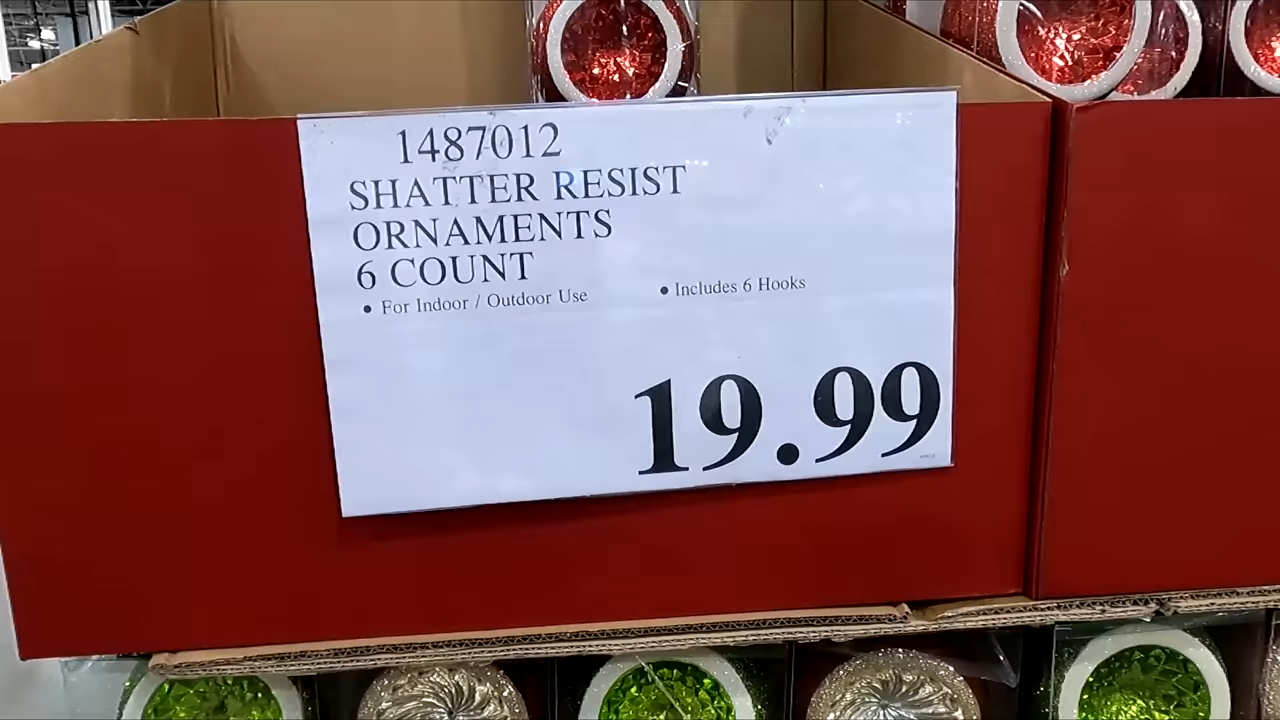 1487012
SHATTER RESIST
ORNAMENTS
6 COUNT
• For Indoor / Outdoor Use • Includes 6 Hooks
19.99